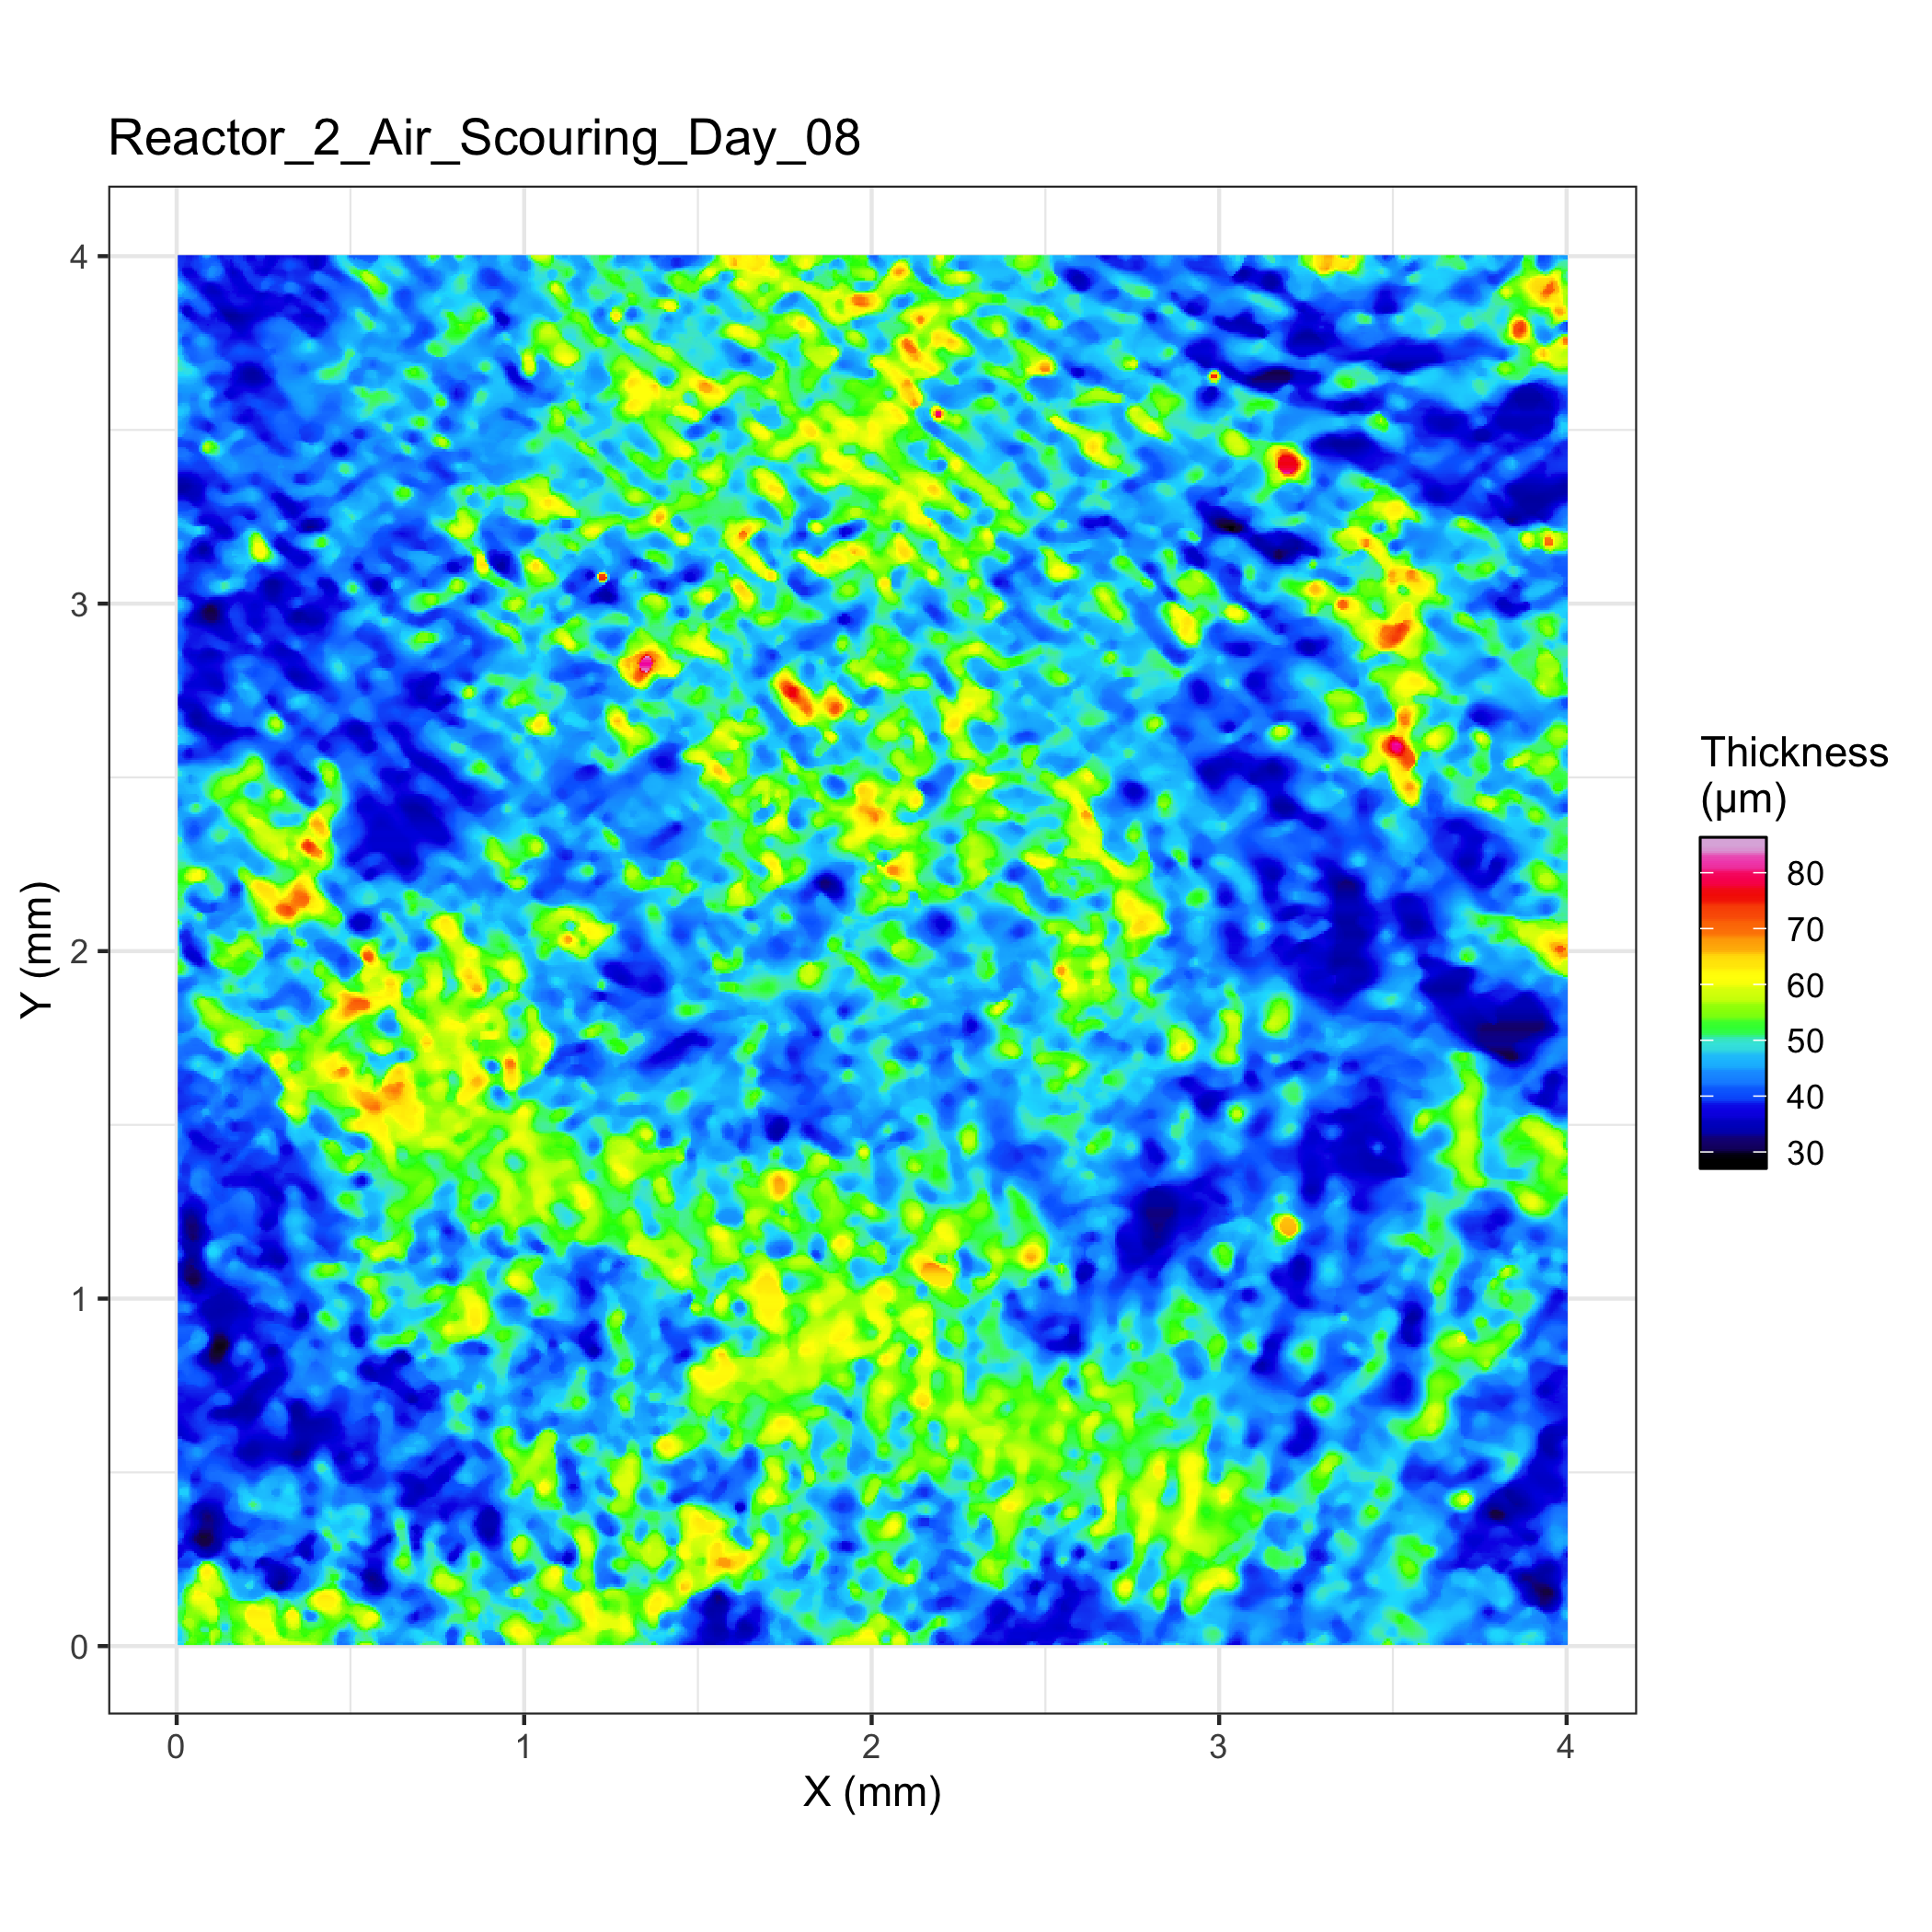 Reactor_2_Air_Scouring_Day_08
4
3
2
1
0
Y (mm)
0 1 2 3 4
X (mm)
Thickness
(μm)
80
70
60
50
40
30